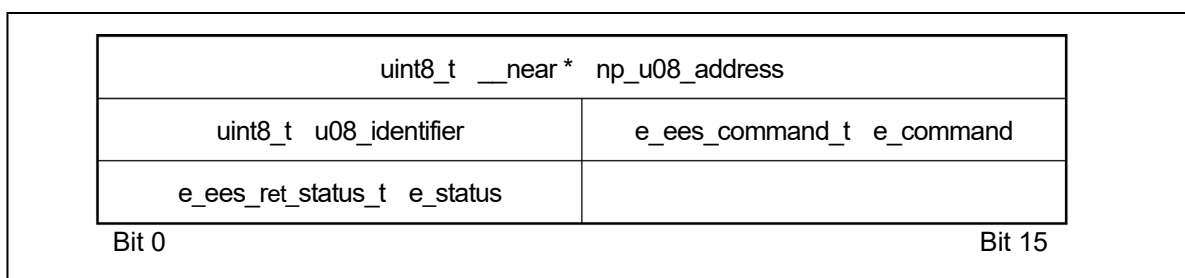 uint8_t __near * np_u08_address
uint8_t u08_identifier e_ees_command_t e_command
e_ees_ret_status_t e_status
Bit 0 Bit 15